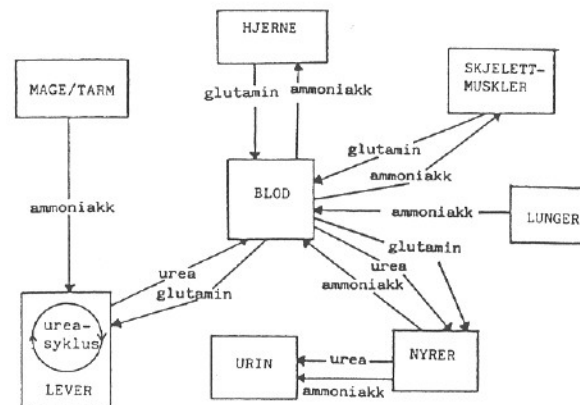 HJERNE
MAGE/TARM
SKJELETT-
MUSKLER
glutamin
ammoniakk
glutamin
ammoniakk
BLOD
ammoniakk
ammoniakk
LUNGER
glutamin
urea
ammoniakk
urea
glutamin
urea-
syklus
LEVER
URIN
urea
ammoniakk
NYRER